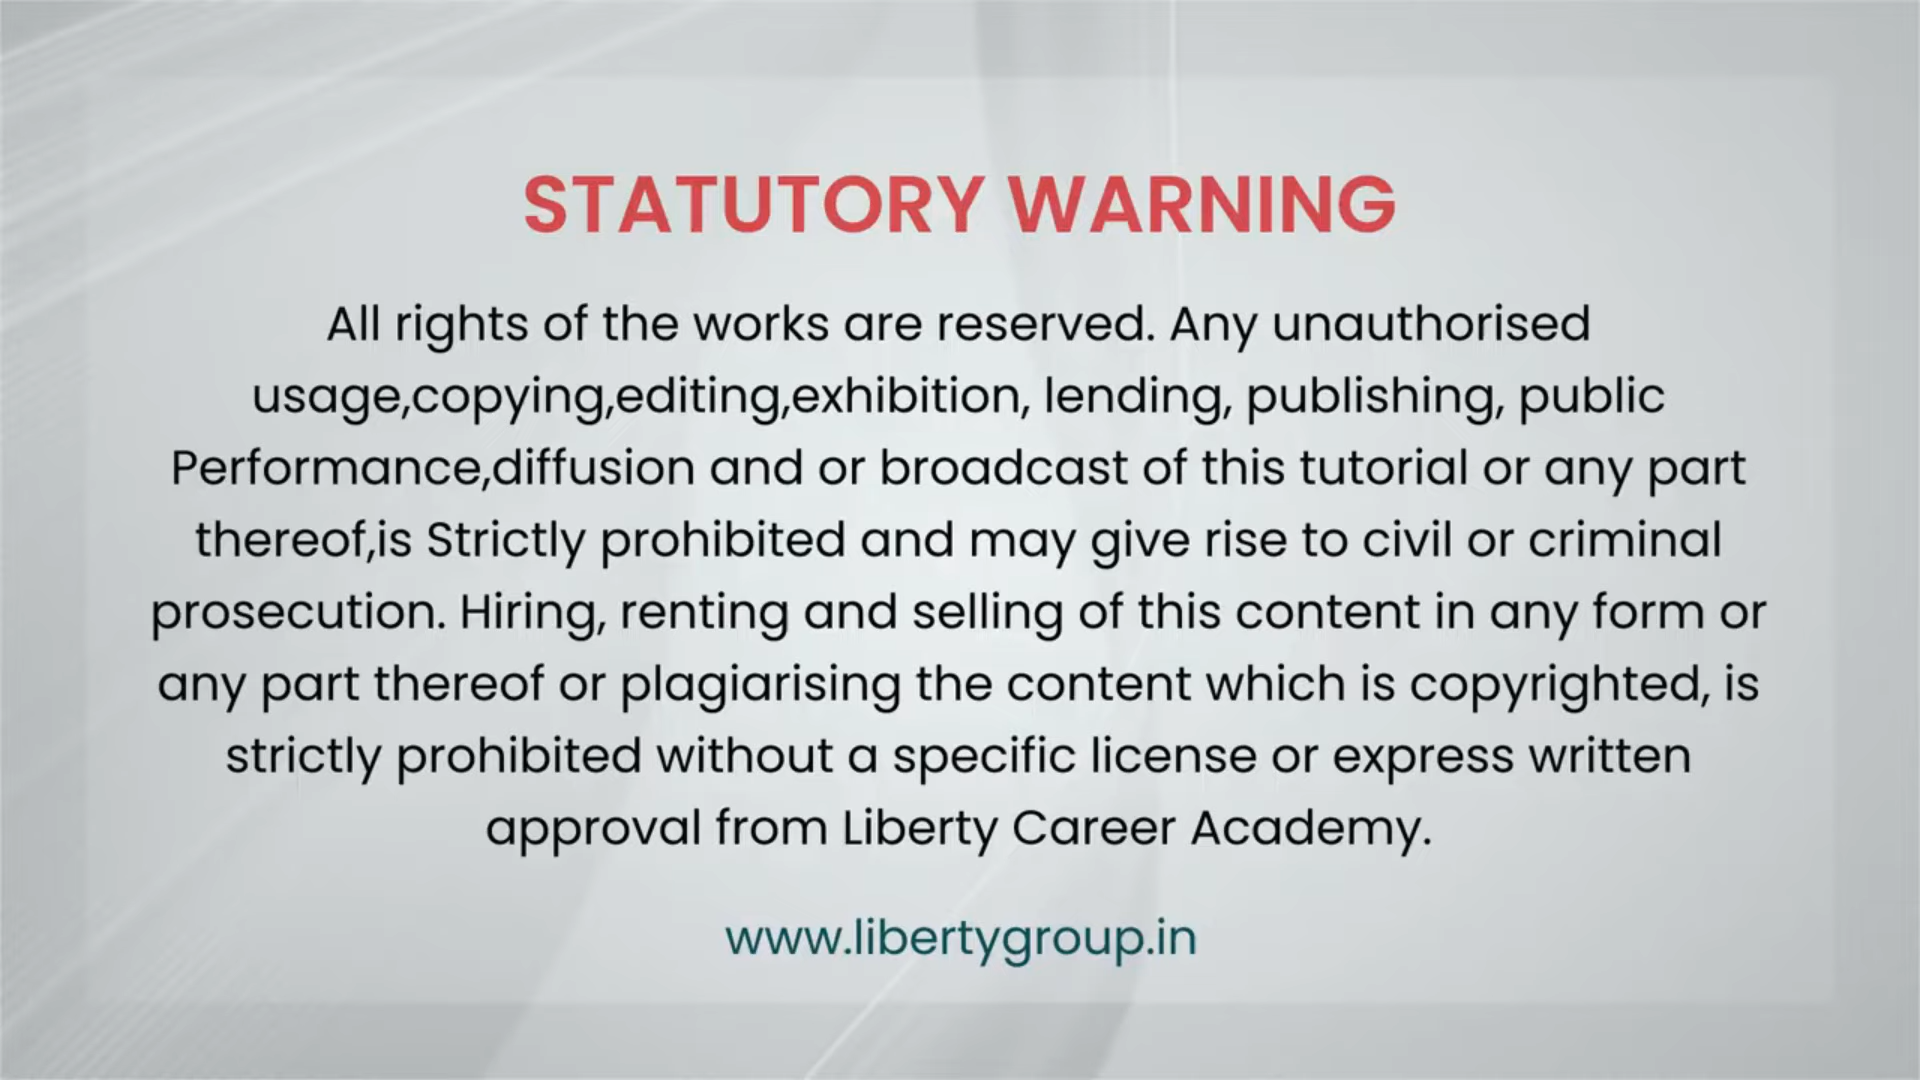 STATUTORY WARNING
All rights of the works are reserved. Any unauthorised
usage,copying,editing,exhibition, lending, publishing, public
Performance,diffusion and or broadcast of this tutorial or any part
thereof,is Strictly prohibited and may give rise to civil or criminal
prosecution. Hiring, renting and selling of this content in any form or
any part thereof or plagiarising the content which is copyrighted, is
strictly prohibited without a specific license or express written
approval from Liberty Career Academy.
www.libertygroup.in